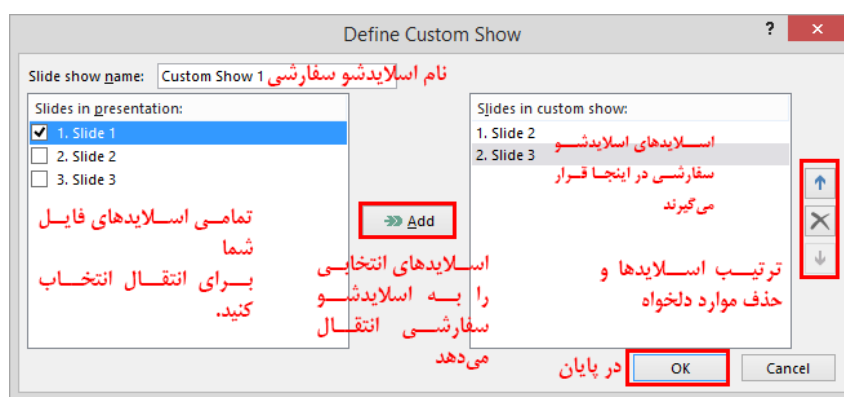 Define Custom Show
? ×
Slide show name: Custom Show 1 نام اسلایدشو سفارشی
Slides in presentation:
1. Slide 1
2. Slide 2
3. Slide 3
تمامی اسلایدهای فایل
شما
برای انتقال انتخاب
کنید.
Add
اسلایدهای انتخابی
را به اسلایدشو
سفارشی انتقال
می‌دهد
Slides in custom show:
1. Slide 2
2. Slide 3
اسلایدهای اسلایدشو
سفارشی در اینجا قرار
می‌گیرند
ترتیب اسلایدها و
حذف موارد دلخواه
در پایان
OK
Cancel